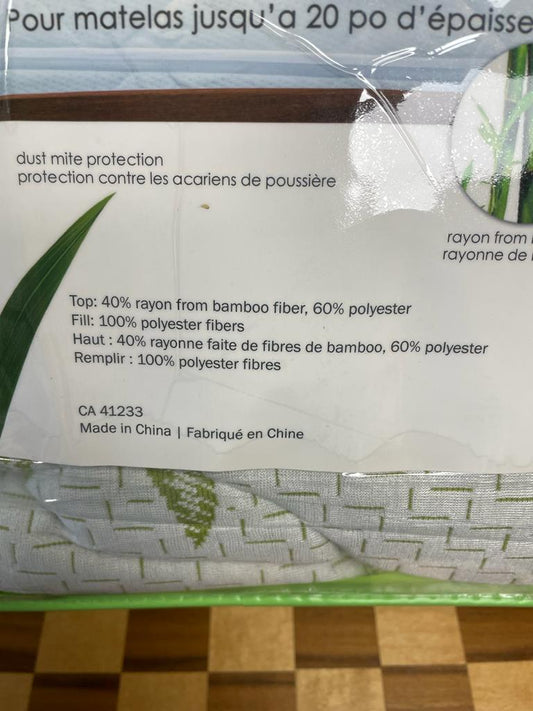 Pour matelas jusqu'a 20 po d'épaisse
dust mite protection
protection contre les acariens de poussière
rayon from
rayonne de
Top: 40% rayon from bamboo fiber, 60% polyester
Fill: 100% polyester fibers
Haut : 40% rayonne faite de fibres de bamboo, 60% polyester
Remplir : 100% polyester fibres
CA 41233
Made in China | Fabriqué en Chine